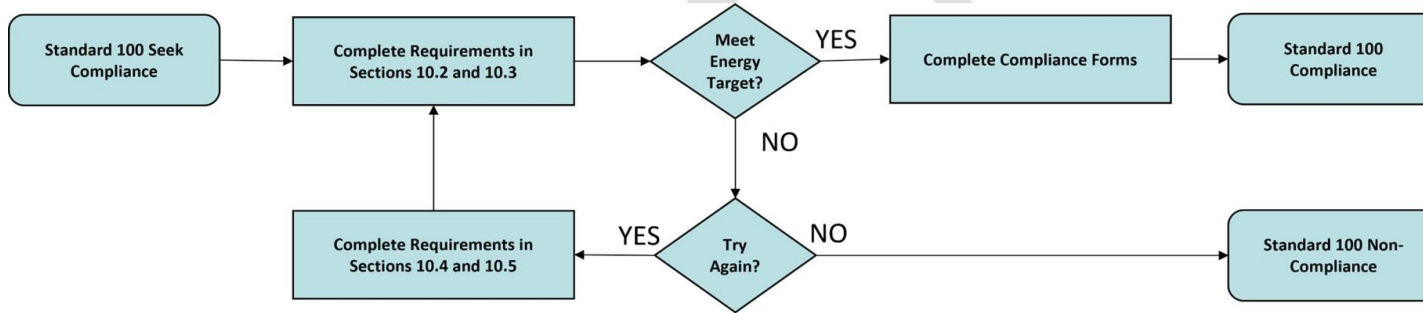 Standard 100 Seek
Compliance
Complete Requirements in
Sections 10.2 and 10.3
Meet
Energy
Target?
YES
Complete Compliance Forms
Standard 100
Compliance
NO
Complete Requirements in
Sections 10.4 and 10.5
YES
Try
Again?
NO
Standard 100 Non-
Compliance